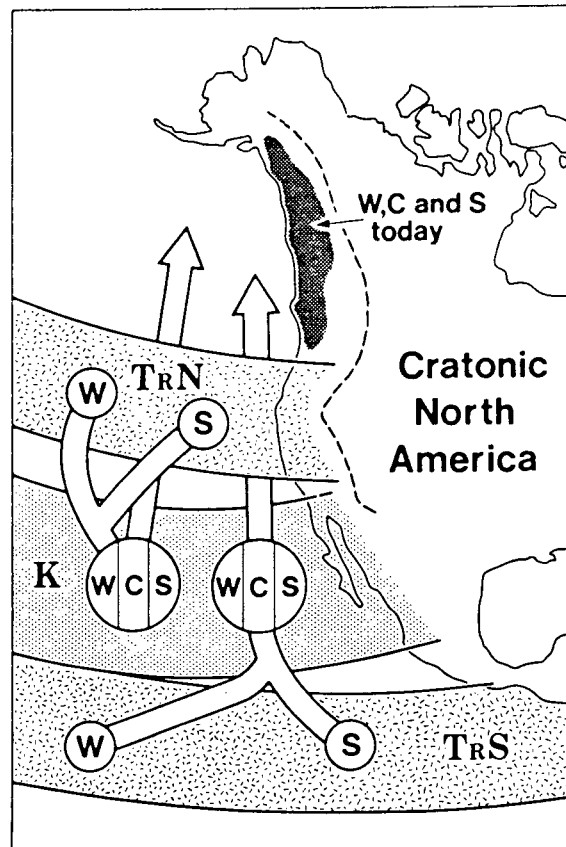 W,C and S
today
Cratonic
North
America
W
TRN
S
K
W C S
W C S
W
S
TRS